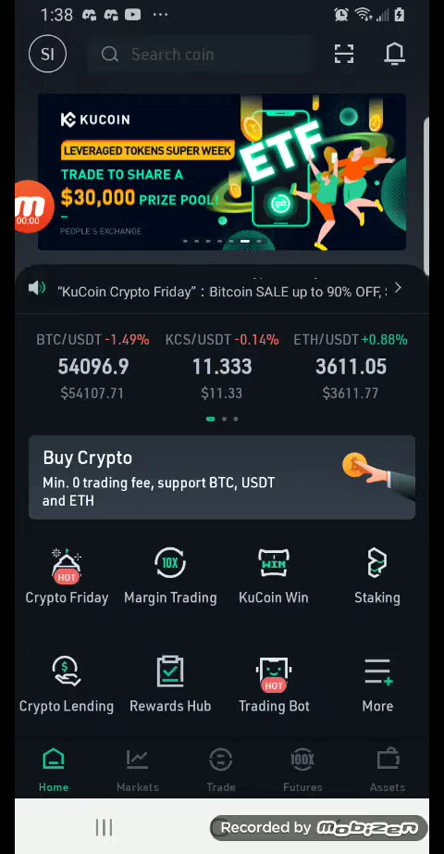 1:38
SI
Search coin
KUCOIN
LEVERAGED TOKENS SUPER WEEK
TRADE TO SHARE A
$30,000 PRIZE POOL!
PEOPLE'S EXCHANGE
ETF
00:00
"KuCoin Crypto Friday" : Bitcoin SALE up to 90% OFF,
BTC/USDT -1.49% KCS/USDT -0.14% ETH/USDT +0.88%
54096.9 11.333 3611.05
$54107.71 $11.33 $3611.77
Buy Crypto
Min. 0 trading fee, support BTC, USDT
and ETH
HOT 10X WIN
Crypto Friday Margin Trading KuCoin Win Staking
HOT
Crypto Lending Rewards Hub Trading Bot More
100X
Home Markets Trade Futures Assets
Recorded by mobizen